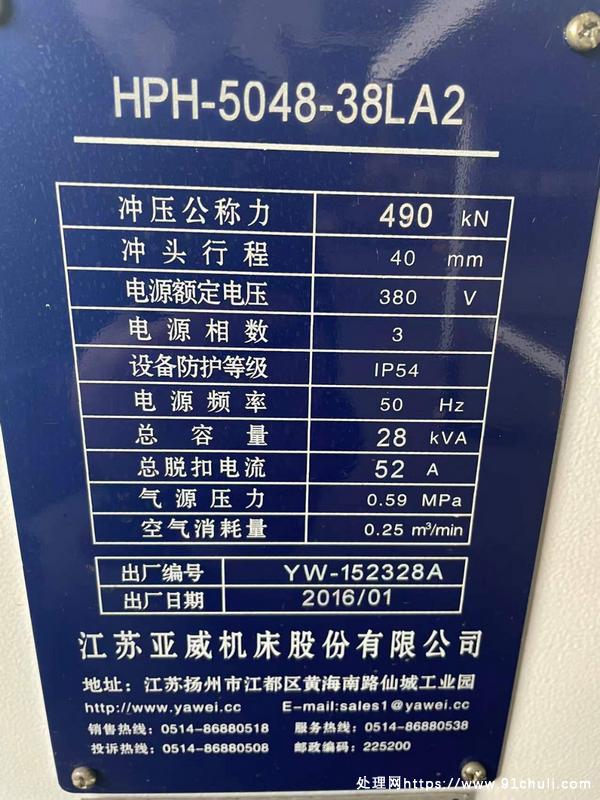 HPH-5048-38LA2
冲压公称力 490 kN
冲头行程 40 mm
电源额定电压 380 V
电源相数 3
设备防护等级 IP54
电源频率 50 Hz
总容量 28 kVA
总脱扣电流 52 A
气源压力 0.59 MPa
空气消耗量 0.25 m³/min
出厂编号 YW-152328A
出厂日期 2016/01
江苏亚威机床股份有限公司
地址：江苏扬州市江都区黄海南路仙城工业园
http://www.yawei.cc E-mail:sales1@yawei.cc
销售热线：0514-86880518 服务热线：0514-86880538
投诉热线：0514-86880508 邮政编码：225200
处理网https://www.91chuli.com